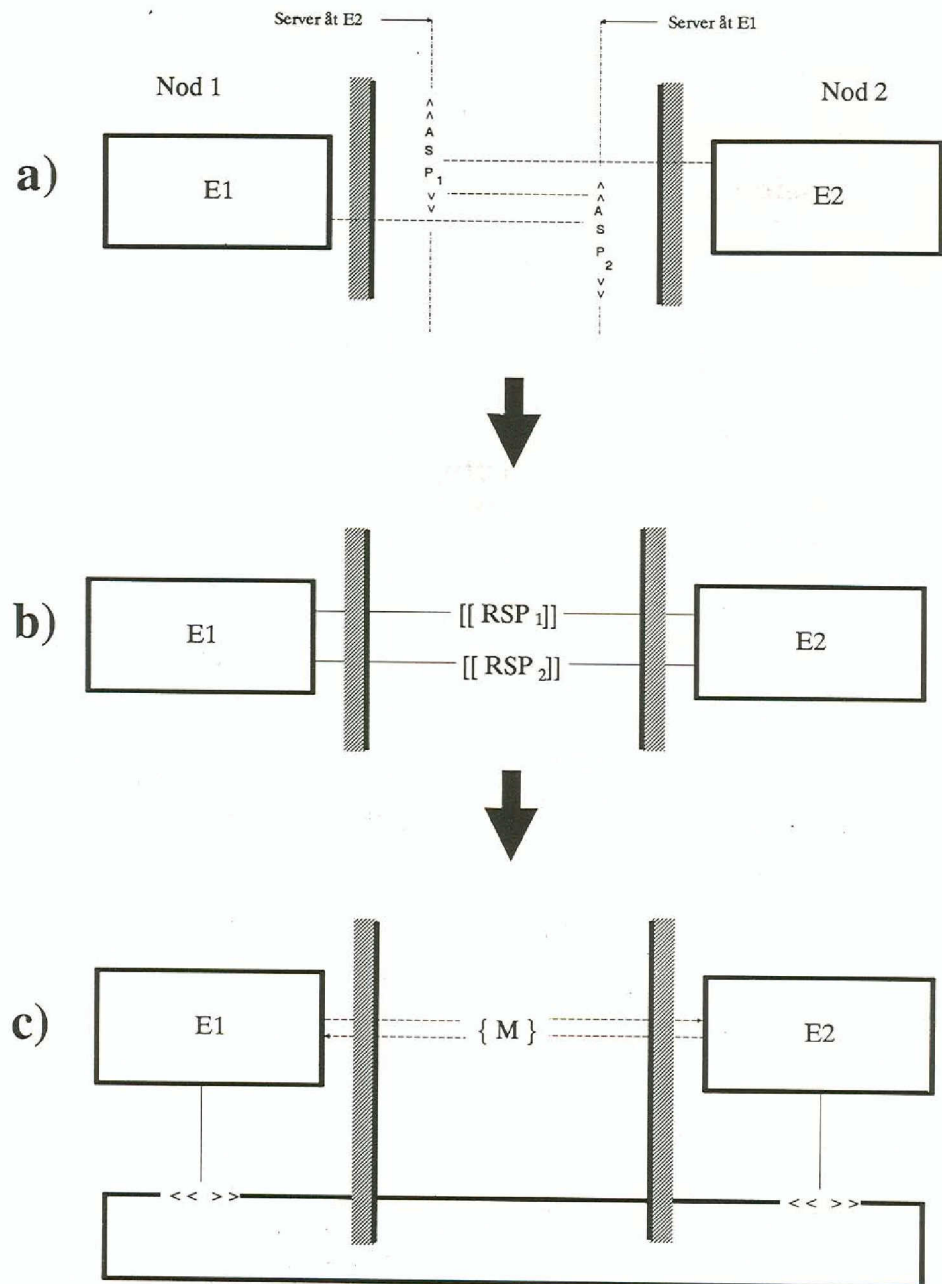 Server åt E2
Server åt E1
Nod 1
Nod 2
a)
E1
<< A S P 1 >>
<< A S P 2 >>
E2
b)
E1
[[ RSP 1]]
[[ RSP 2]]
E2
c)
E1
{ M }
E2
< < > >
< < > >